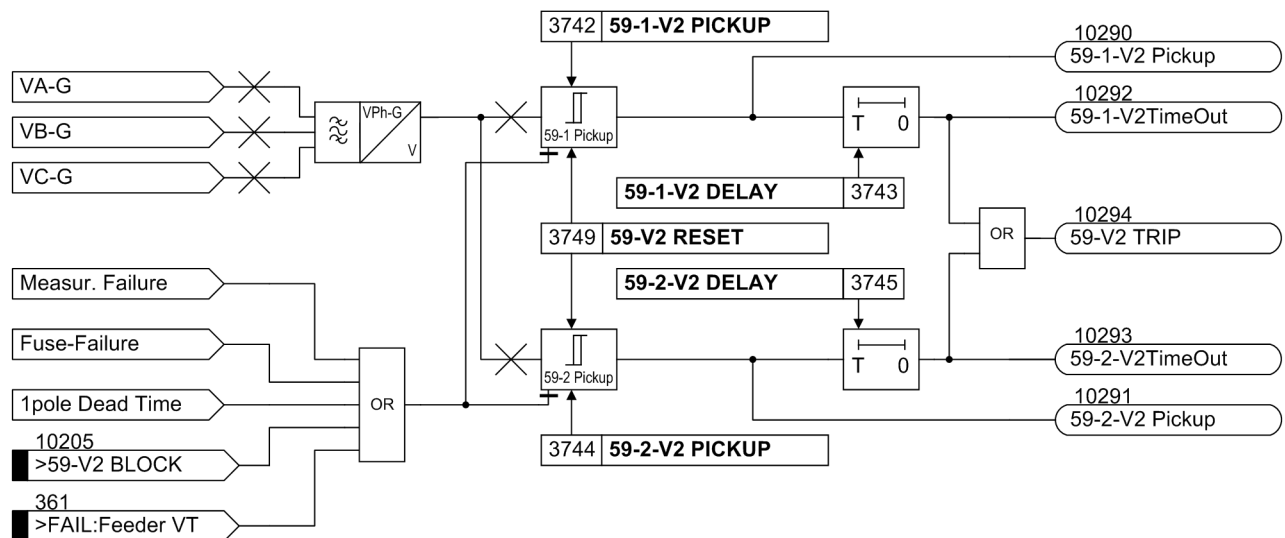 3742 59-1-V2 PICKUP
10290
59-1-V2 Pickup
VA-G
VPh-G
V
59-1 Pickup
T 0
10292
59-1-V2TimeOut
VB-G
VC-G
59-1-V2 DELAY 3743
3749 59-V2 RESET
OR
10294
59-V2 TRIP
Measur. Failure
59-2-V2 DELAY 3745
Fuse-Failure
59-2 Pickup
T 0
10293
59-2-V2TimeOut
1pole Dead Time
OR
10291
59-2-V2 Pickup
10205
>59-V2 BLOCK
3744 59-2-V2 PICKUP
361
>FAIL:Feeder VT